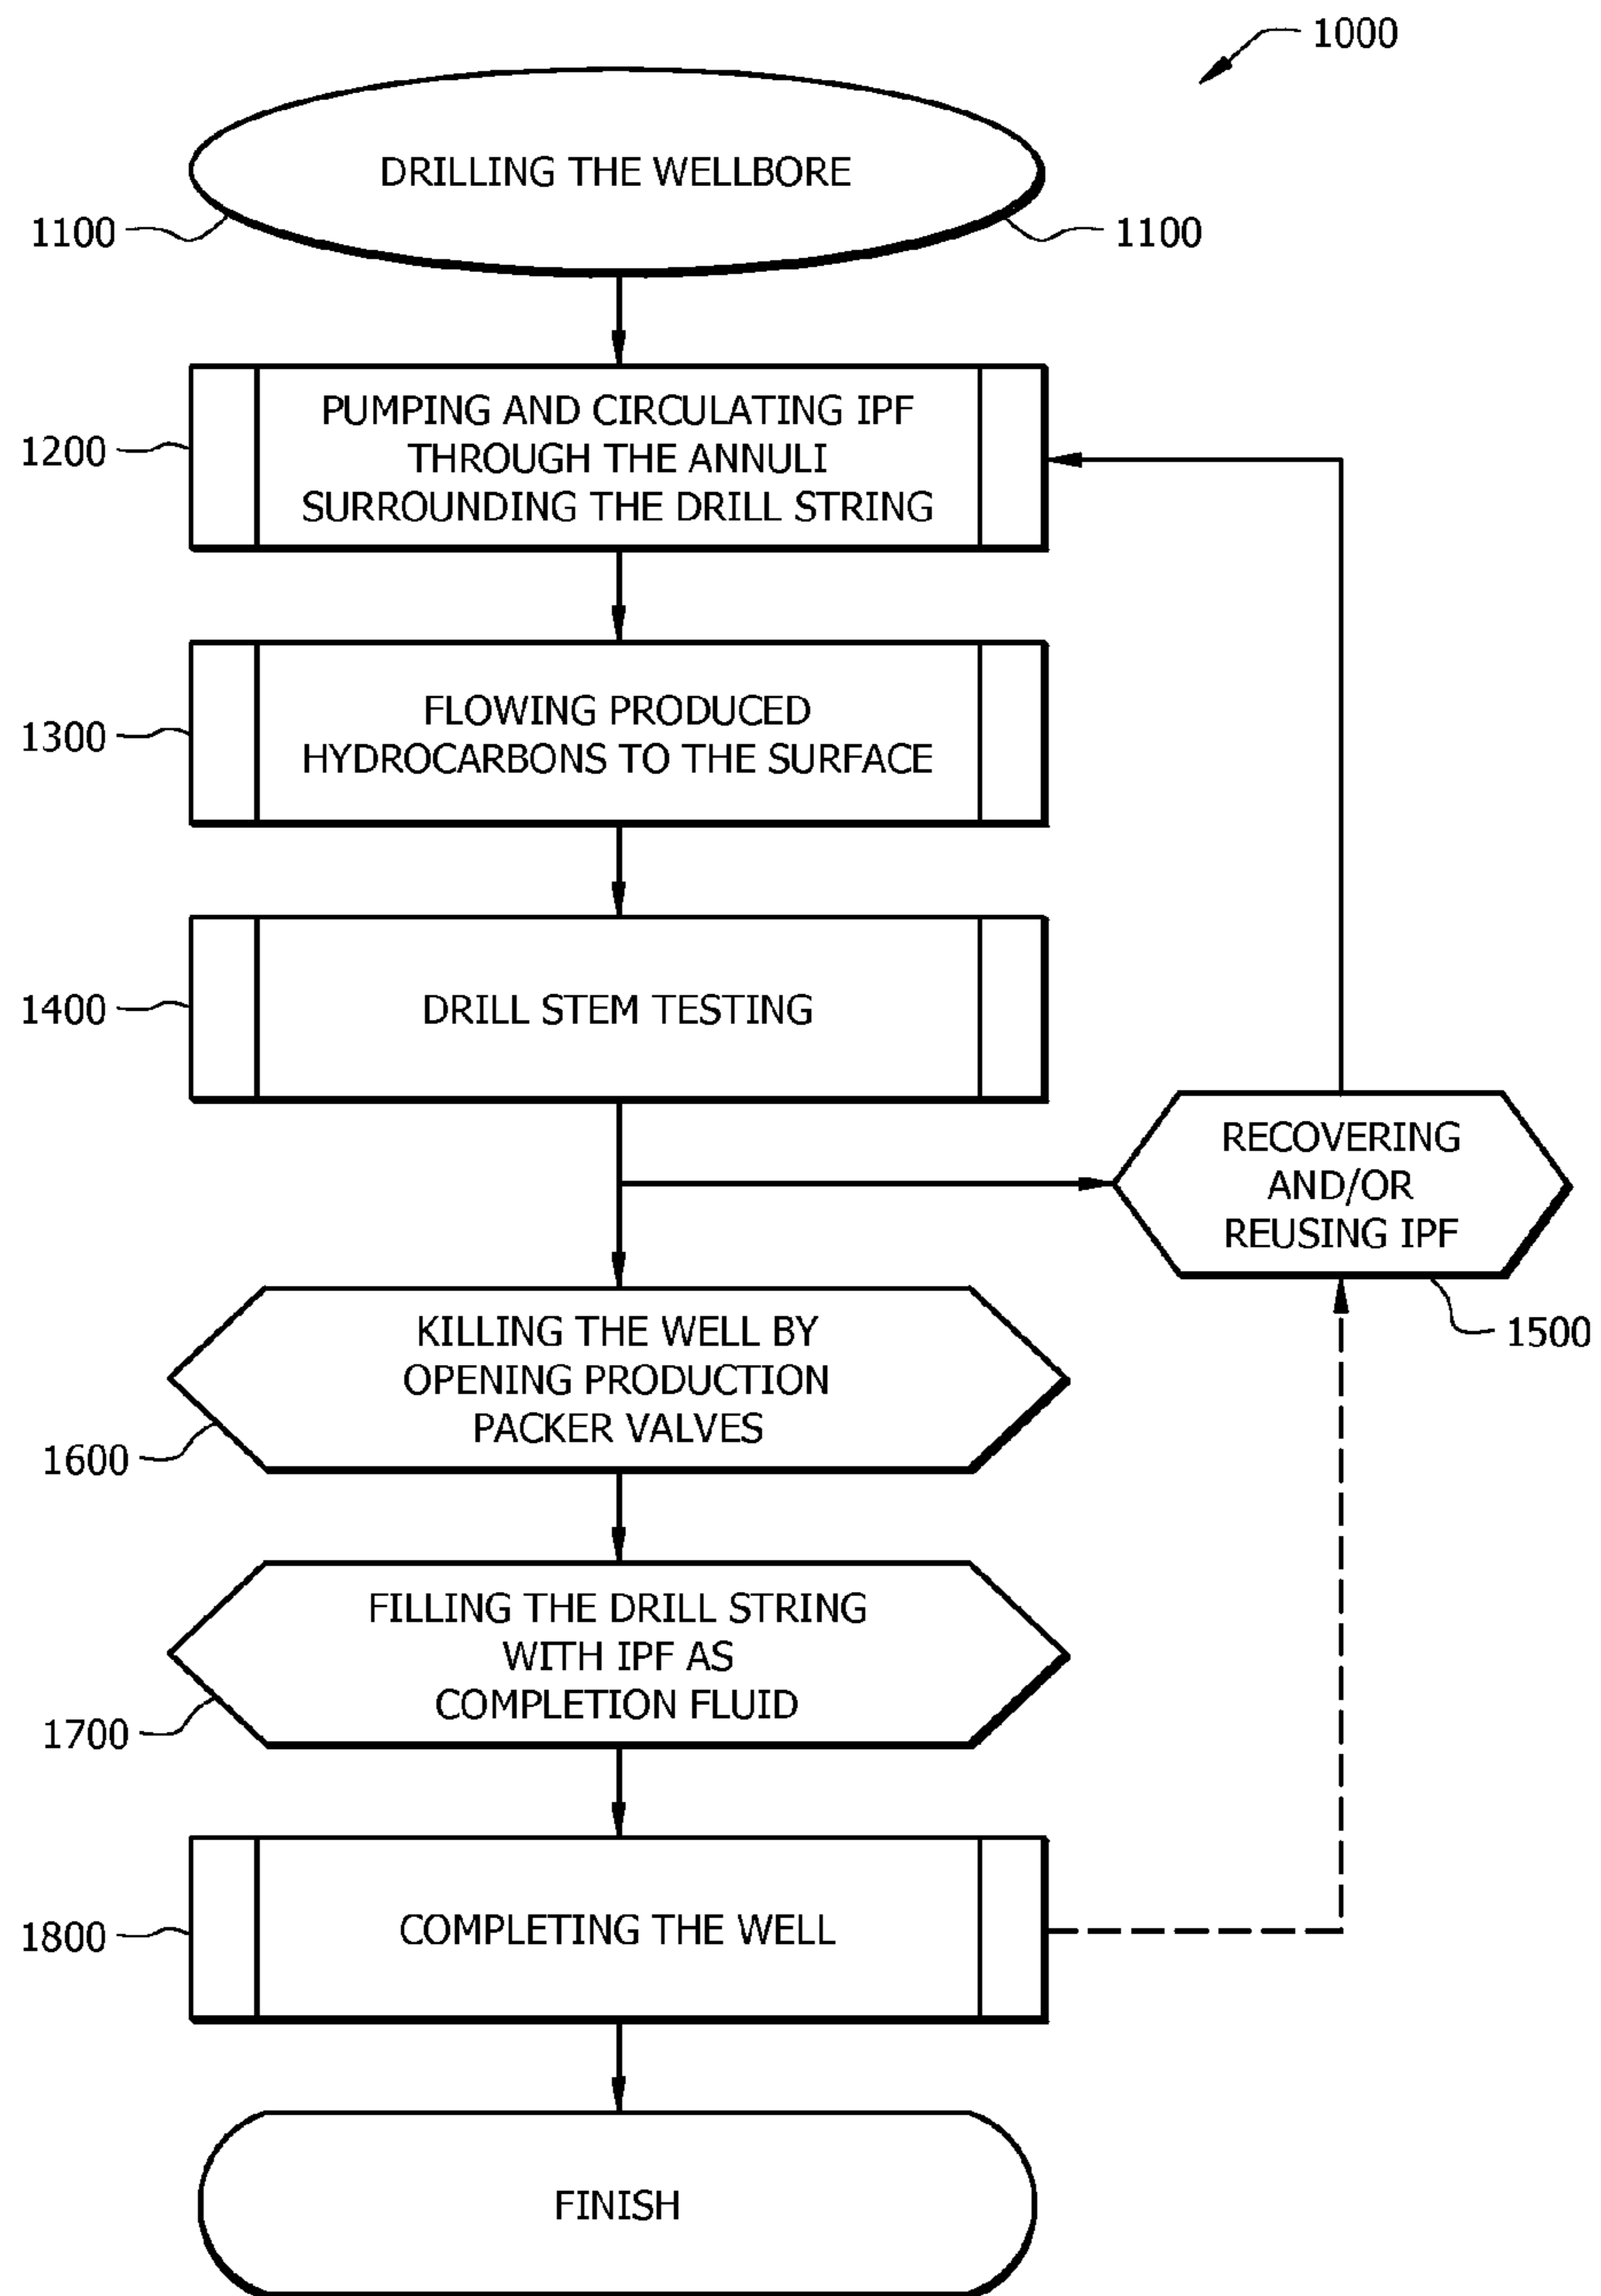 1000
DRILLING THE WELLBORE
1100
1100
PUMPING AND CIRCULATING IPF
THROUGH THE ANNULI
SURROUNDING THE DRILL STRING
1200
FLOWING PRODUCED
HYDROCARBONS TO THE SURFACE
1300
DRILL STEM TESTING
1400
RECOVERING
AND/OR
REUSING IPF
1500
KILLING THE WELL BY
OPENING PRODUCTION
PACKER VALVES
1600
FILLING THE DRILL STRING
WITH IPF AS
COMPLETION FLUID
1700
COMPLETING THE WELL
1800
FINISH